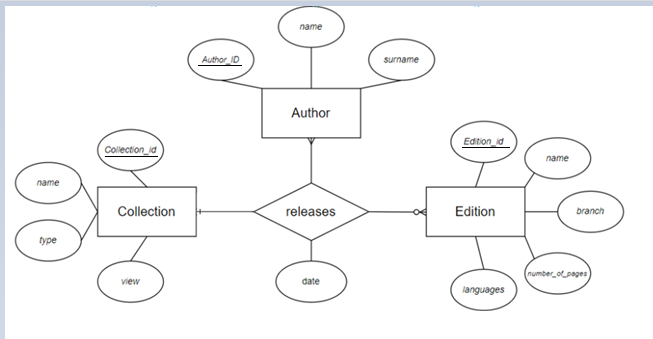 name
Author_ID
surname
Author
Collection_id
Edition_id
name
name
Collection
releases
Edition
branch
type
view
date
languages
number_of_pages